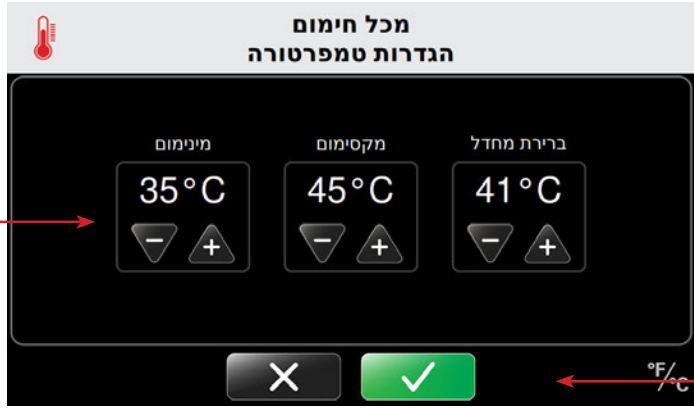 מכל חימום
הגדרות טמפרטורה
ברירת מחדל
מקסימום
מינימום
41°C
45°C
35°C
− +
− +
− +
°F/°C